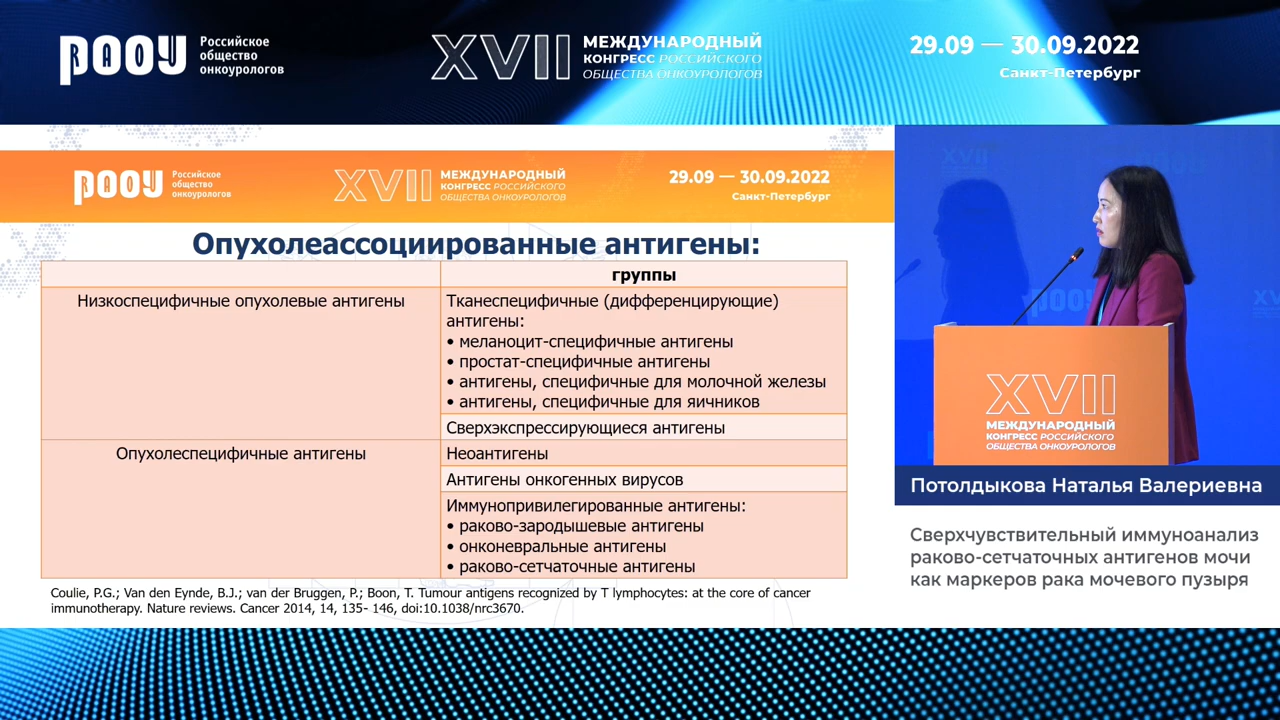 РАОУ
Российское
общество
онкоурологов
XVII
МЕЖДУНАРОДНЫЙ
КОНГРЕСС РОССИЙСКОГО
ОБЩЕСТВА ОНКОУРОЛОГОВ
29.09 — 30.09.2022
Санкт-Петербург
РАОУ
Российское
общество
онкоурологов
XVII
МЕЖДУНАРОДНЫЙ
КОНГРЕСС РОССИЙСКОГО
ОБЩЕСТВА ОНКОУРОЛОГОВ
29.09 — 30.09.2022
Санкт-Петербург
Опухолеассоциированные антигены:
группы
Низкоспецифичные опухолевые антигены
Тканеспецифичные (дифференцирующие)
антигены:
• меланоцит-специфичные антигены
• простат-специфичные антигены
• антигены, специфичные для молочной железы
• антигены, специфичные для яичников
Сверхэкспрессирующиеся антигены
Опухолеспецифичные антигены
Неоантигены
Антигены онкогенных вирусов
Иммунопривилегированные антигены:
• раково-зародышевые антигены
• онконевральные антигены
• раково-сетчаточные антигены
Coulie, P.G.; Van den Eynde, B.J.; van der Bruggen, P.; Boon, T. Tumour antigens recognized by T lymphocytes: at the core of cancer
immunotherapy. Nature reviews. Cancer 2014, 14, 135- 146, doi:10.1038/nrc3670.
XVII
МЕЖДУНАРОДНЫЙ
КОНГРЕСС РОССИЙСКОГО
ОБЩЕСТВА ОНКОУРОЛОГОВ
Потолдыкова Наталья Валериевна
Сверхчувствительный иммуноанализ
раково-сетчаточных антигенов мочи
как маркеров рака мочевого пузыря